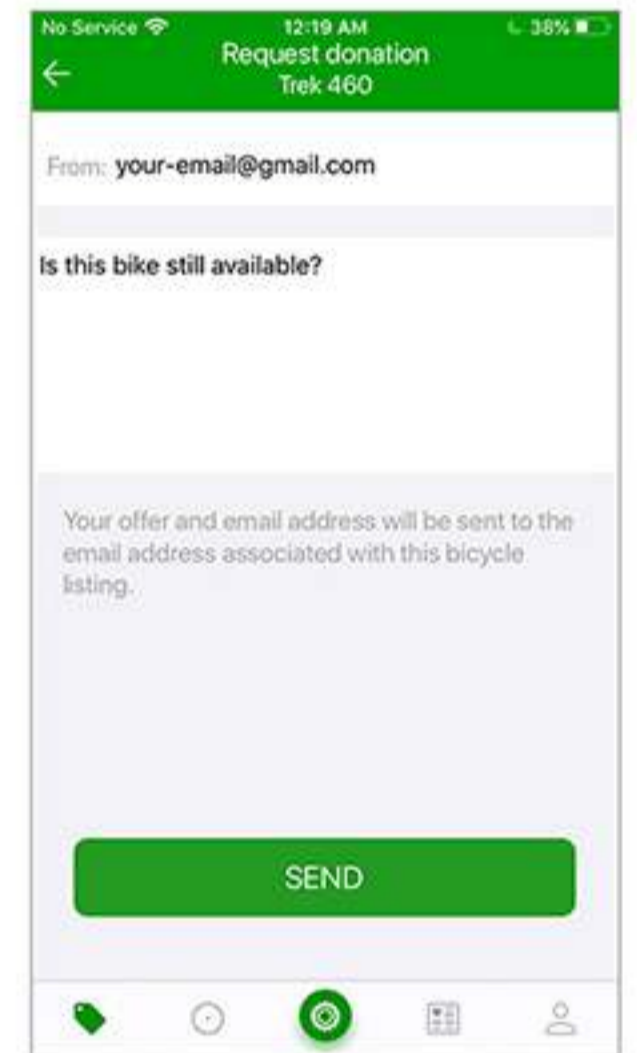 No Service 12:19 AM 38%
Request donation
Trek 460
From: your-email@gmail.com
Is this bike still available?
Your offer and email address will be sent to the
email address associated with this bicycle
listing.
SEND